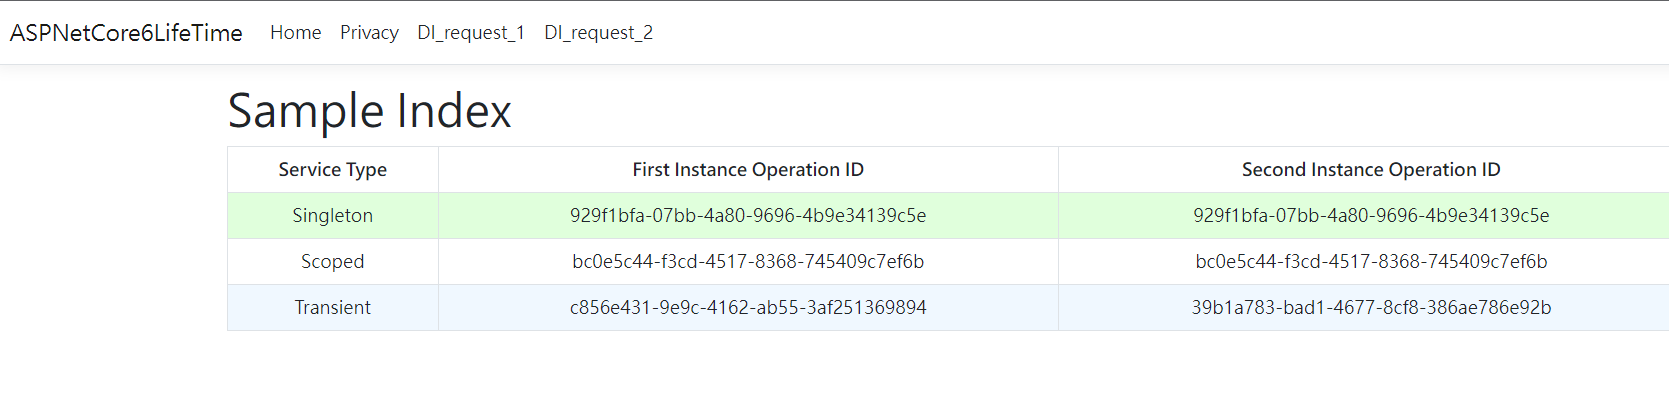 ASPNetCore6LifeTime Home Privacy DI_request_1 DI_request_2
Sample Index
Service Type First Instance Operation ID Second Instance Operation ID
Singleton 929f1bfa-07bb-4a80-9696-4b9e34139c5e 929f1bfa-07bb-4a80-9696-4b9e34139c5e
Scoped bc0e5c44-f3cd-4517-8368-745409c7ef6b bc0e5c44-f3cd-4517-8368-745409c7ef6b
Transient c856e431-9e9c-4162-ab55-3af251369894 39b1a783-bad1-4677-8cf8-386ae786e92b